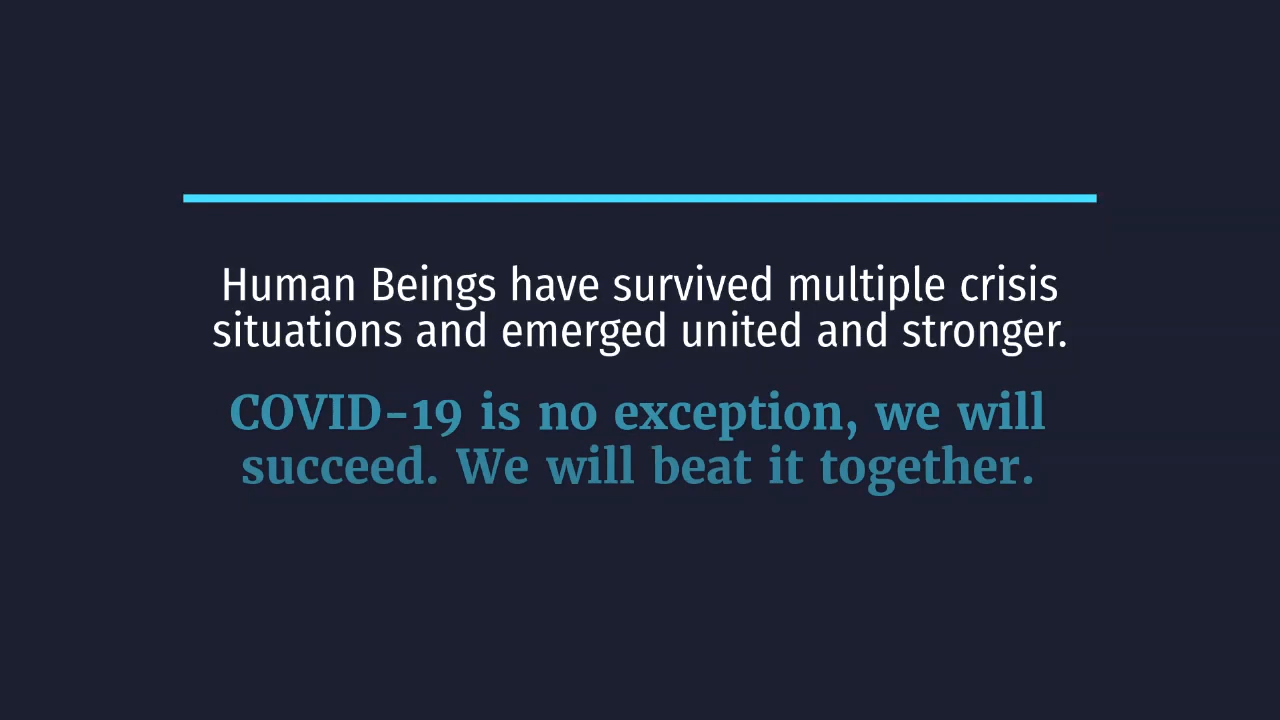 Human Beings have survived multiple crisis
situations and emerged united and stronger.
COVID-19 is no exception, we will
succeed. We will beat it together.